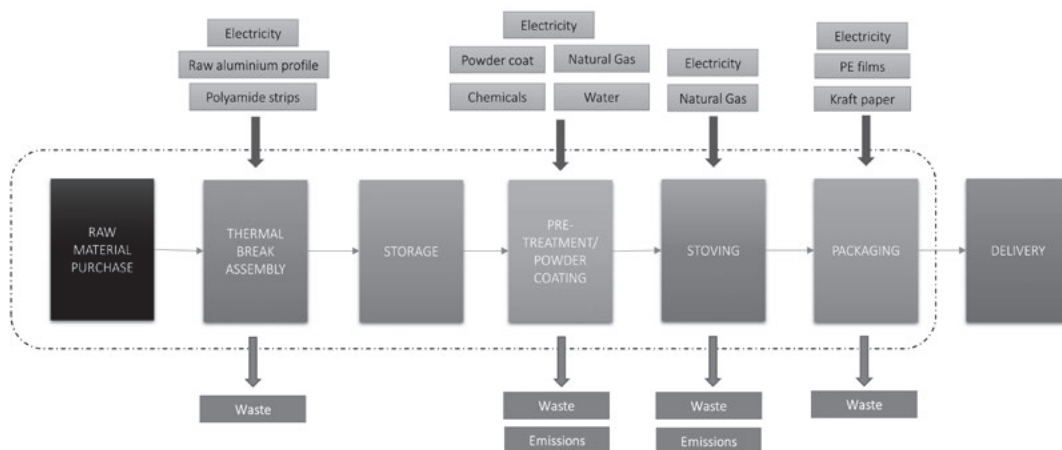 Electricity
Raw aluminium profile
Polyamide strips
Electricity
Powder coat
Natural Gas
Chemicals
Water
Electricity
Natural Gas
Electricity
PE films
Kraft paper
RAW
MATERIAL
PURCHASE
THERMAL
BREAK
ASSEMBLY
STORAGE
PRE-
TREATMENT/
POWDER
COATING
STOVING
PACKAGING
DELIVERY
Waste
Waste
Emissions
Waste
Emissions
Waste